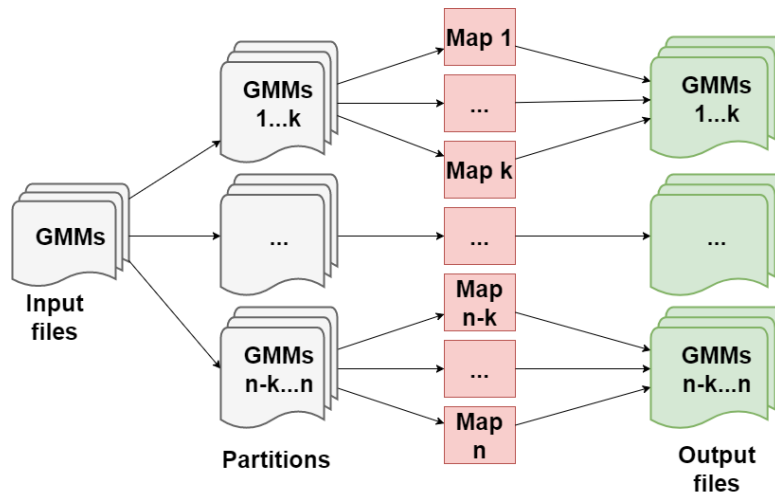 GMMs
Input
files
GMMs
1...k
...
GMMs
n-k...n
Partitions
Map 1
...
Map k
...
Map
n-k
...
Map
n
GMMs
1...k
...
GMMs
n-k...n
Output
files